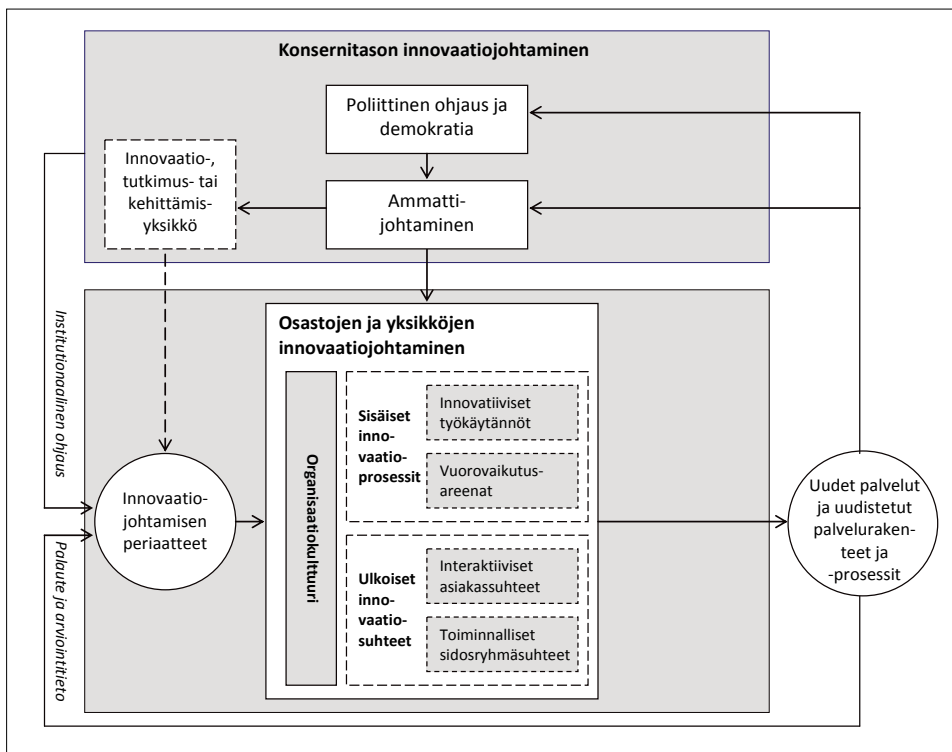 Konsernitason innovaatiojohtaminen
Poliittinen ohjaus ja
demokratia
Innovaatio-,
tutkimus- tai
kehittämis-
yksikkö
Ammatti-
johtaminen
Institutionaalinen ohjaus
Osastojen ja yksikköjen
innovaatiojohtaminen
Organisaatiokulttuuri
Sisäiset
inno-
vaatio-
prosessit
Innovatiiviset
työkäytännöt
Vuorovaikutus-
areenat
Innovaatio-
johtamisen
periaatteet
Uudet palvelut
ja uudistetut
palveluraken-
teet ja
-prosessit
Ulkoiset
inno-
vaatio-
suhteet
Interaktiiviset
asiakassuhteet
Toiminnalliset
sidosryhmäsuhteet
Palaute ja arviointitieto